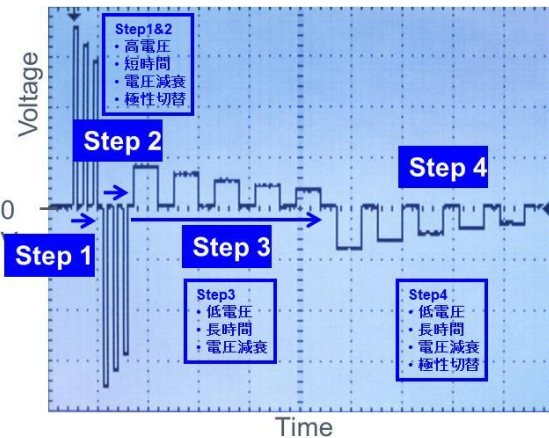 Step1&2
・高電圧
・短時間
・電圧減衰
・極性切替
Voltage
Step 2
Step 4
0
Step 1
Step 3
Step3
・低電圧
・長時間
・電圧減衰
Step4
・低電圧
・長時間
・電圧減衰
・極性切替
Time